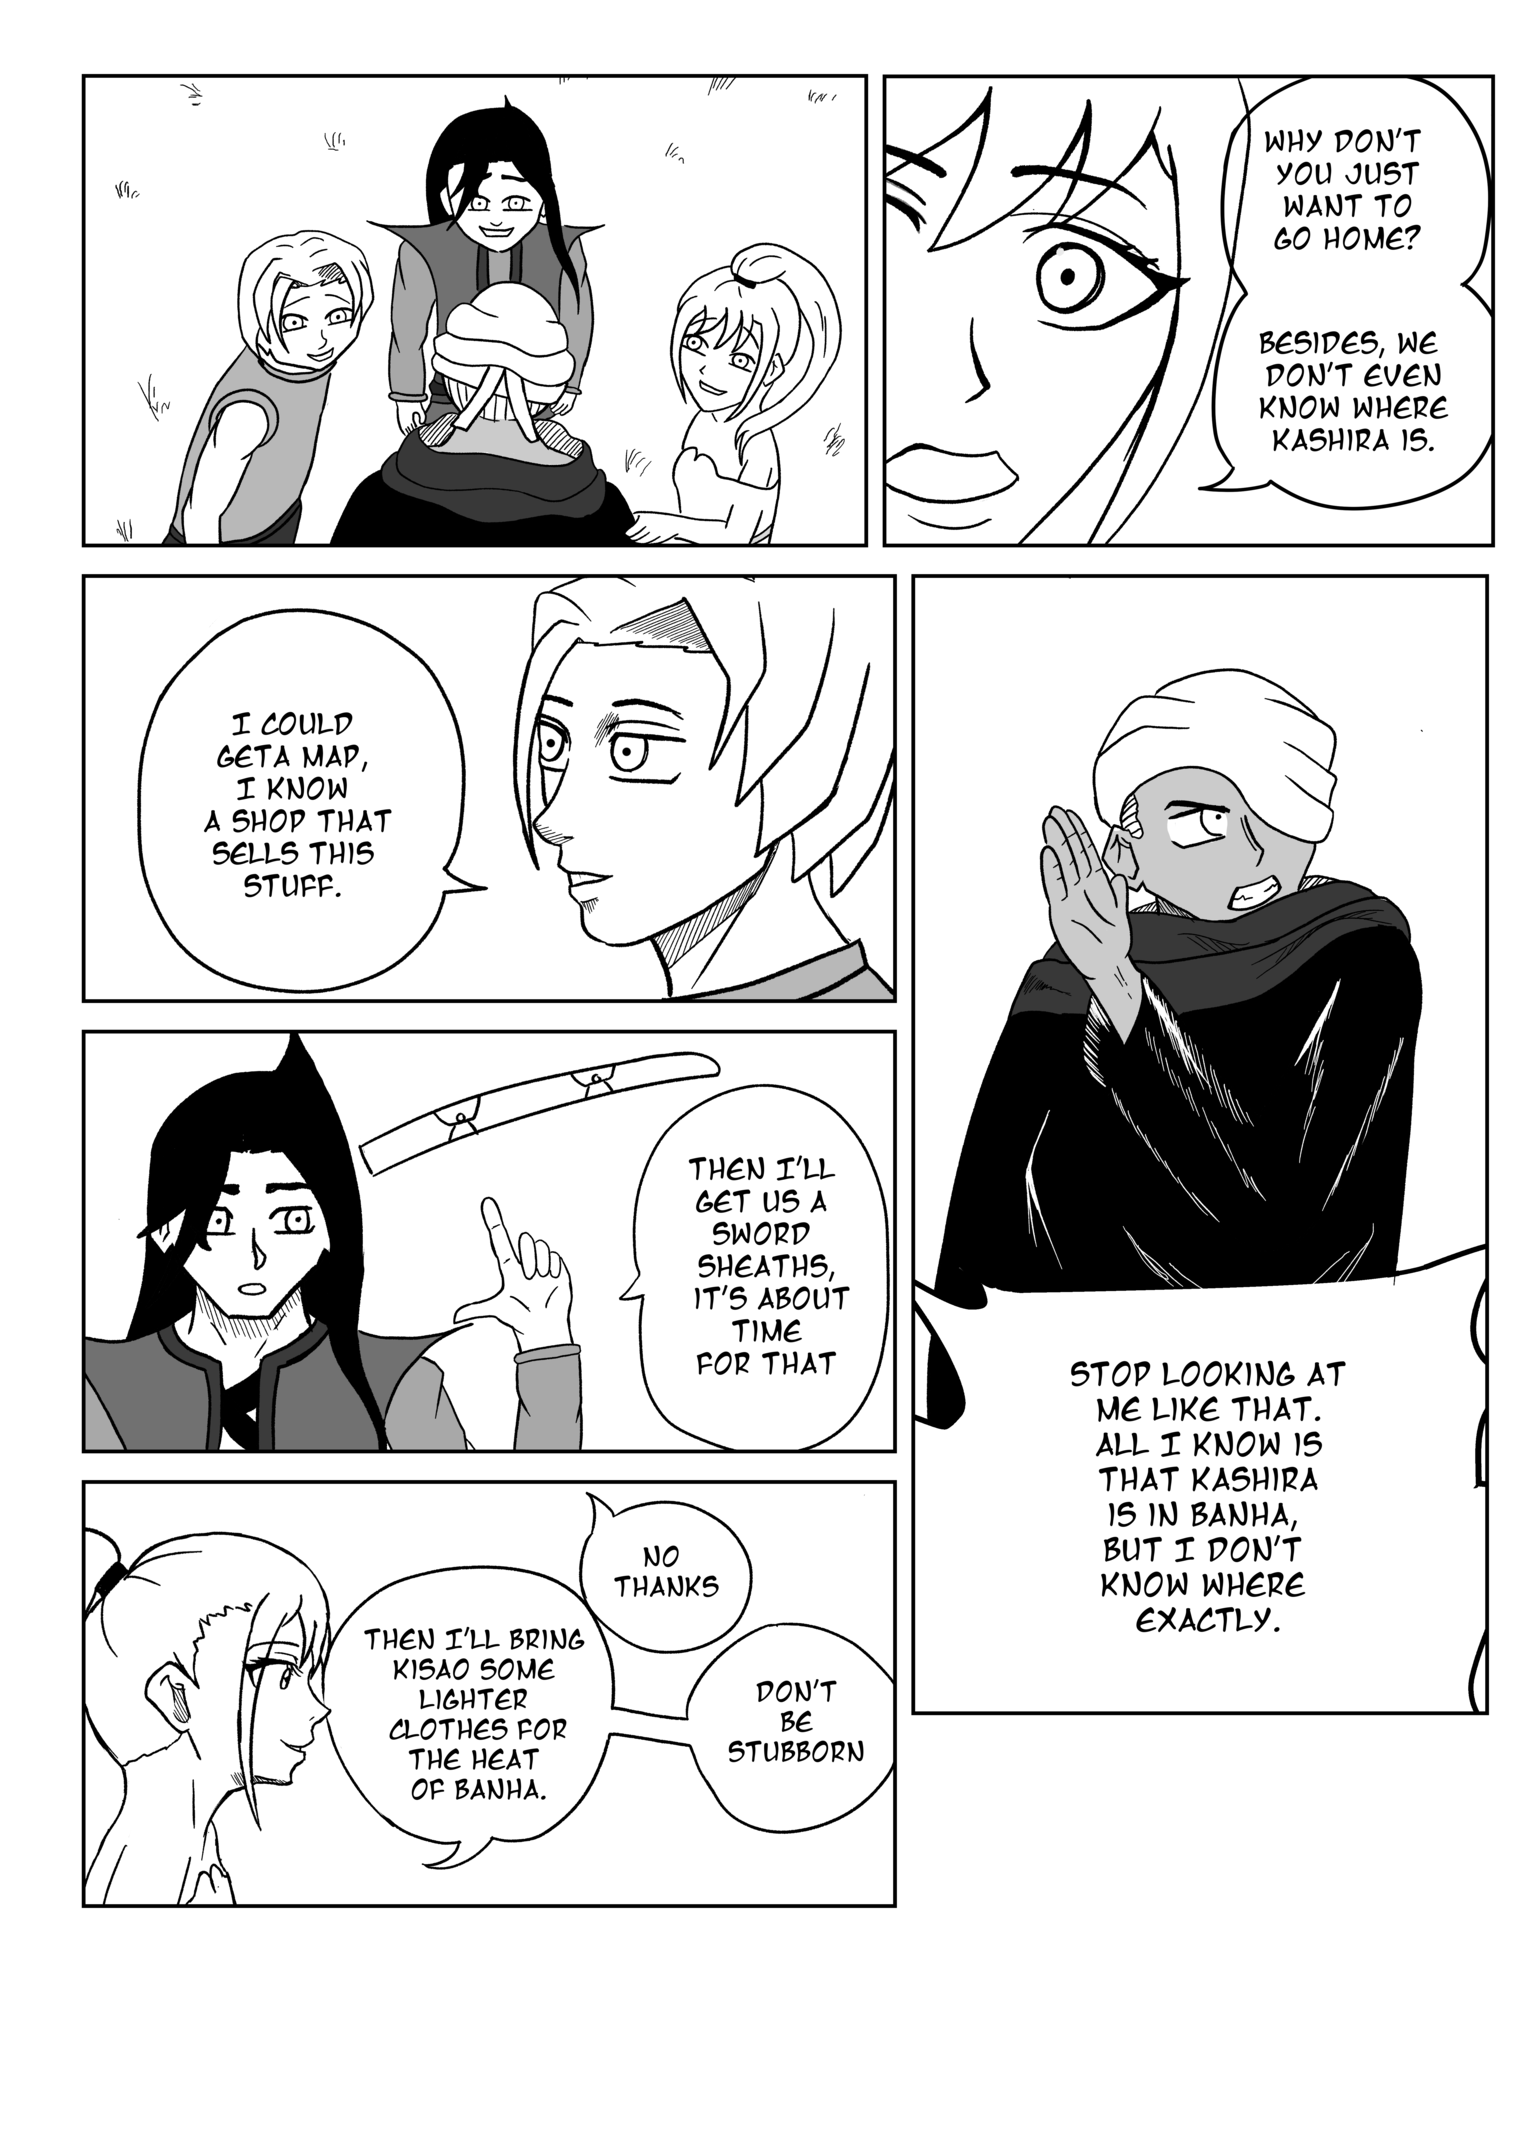 WHY DON'T
YOU JUST
WANT TO
GO HOME?
BESIDES, WE
DON'T EVEN
KNOW WHERE
KASHIRA IS.
STOP LOOKING AT
ME LIKE THAT.
ALL I KNOW IS
THAT KASHIRA
IS IN BANHA,
BUT I DON'T
KNOW WHERE
EXACTLY.
I COULD
GETA MAP,
I KNOW
A SHOP THAT
SELLS THIS
STUFF.
THEN I'LL
GET US A
SWORD
SHEATHS,
IT'S ABOUT
TIME
FOR THAT
NO
THANKS
THEN I'LL BRING
KISAO SOME
LIGHTER
CLOTHES FOR
THE HEAT
OF BANHA.
DON'T
BE
STUBBORN